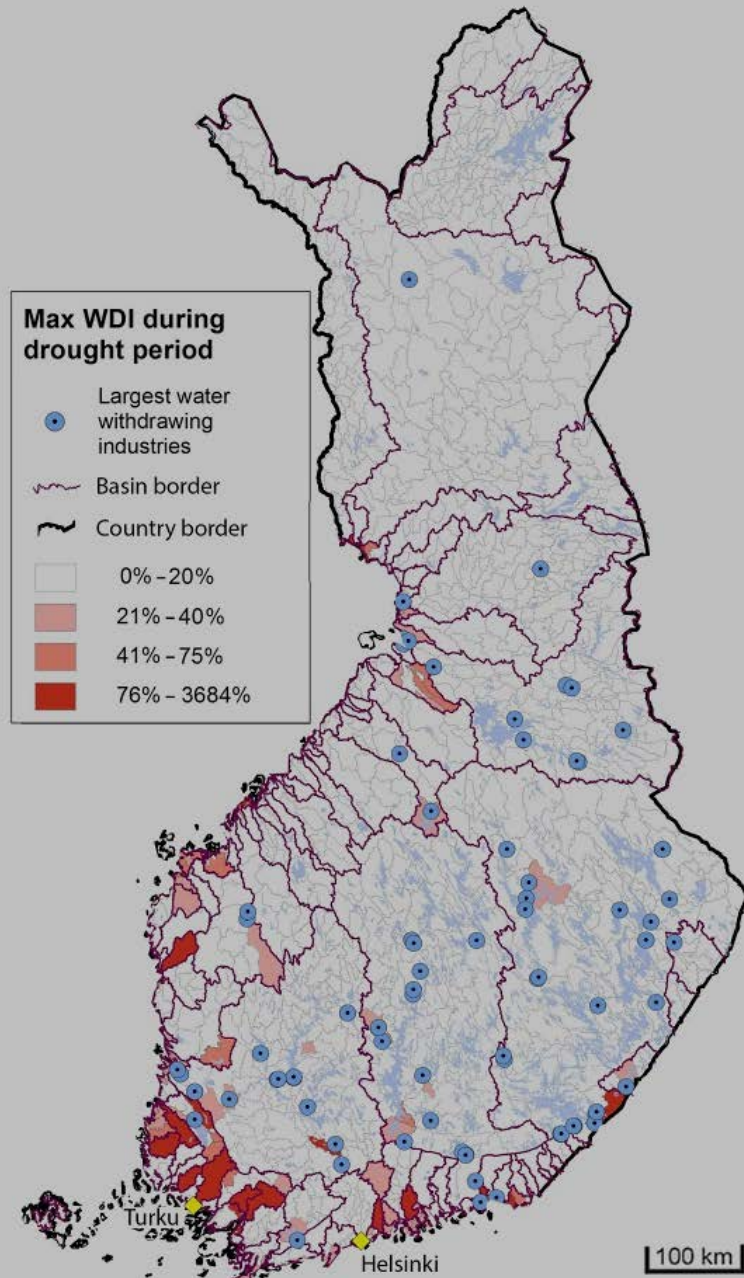 Max WDI during
drought period
Largest water
withdrawing
industries
Basin border
Country border
0% – 20%
21% – 40%
41% – 75%
76% – 3684%
Turku
Helsinki
100 km